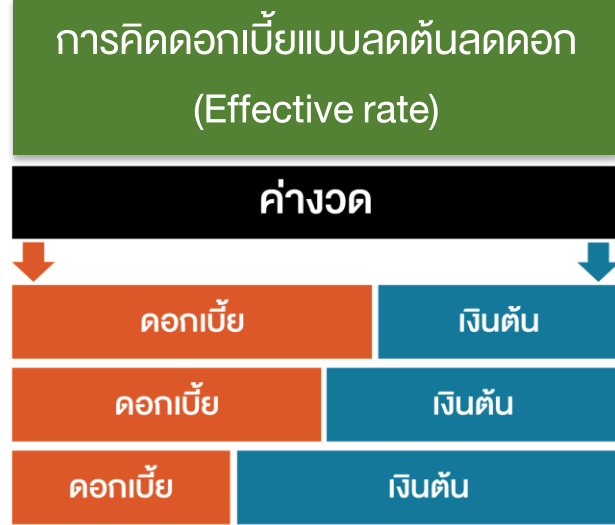 การคิดดอกเบี้ยแบบลดต้นลดดอก
(Effective rate)
ค่างวด
ดอกเบี้ย เงินต้น
ดอกเบี้ย เงินต้น
ดอกเบี้ย เงินต้น